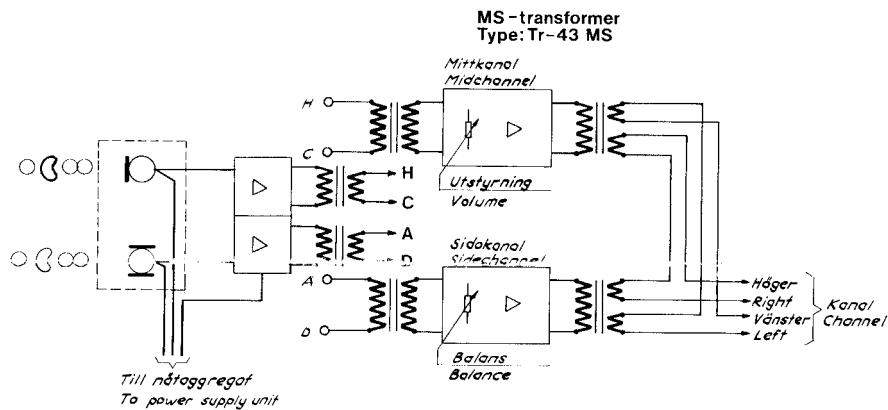 MS-transformer
Type: Tr-43 MS
Mittkanal
Midchannel
H
C
Utstyrning
Volume
H
C
A
D
Sidokanal
Sidechannel
A
D
Höger
Right
Vänster
Left
Kanal
Channel
Balans
Balance
Till nätaggregat
To power supply unit